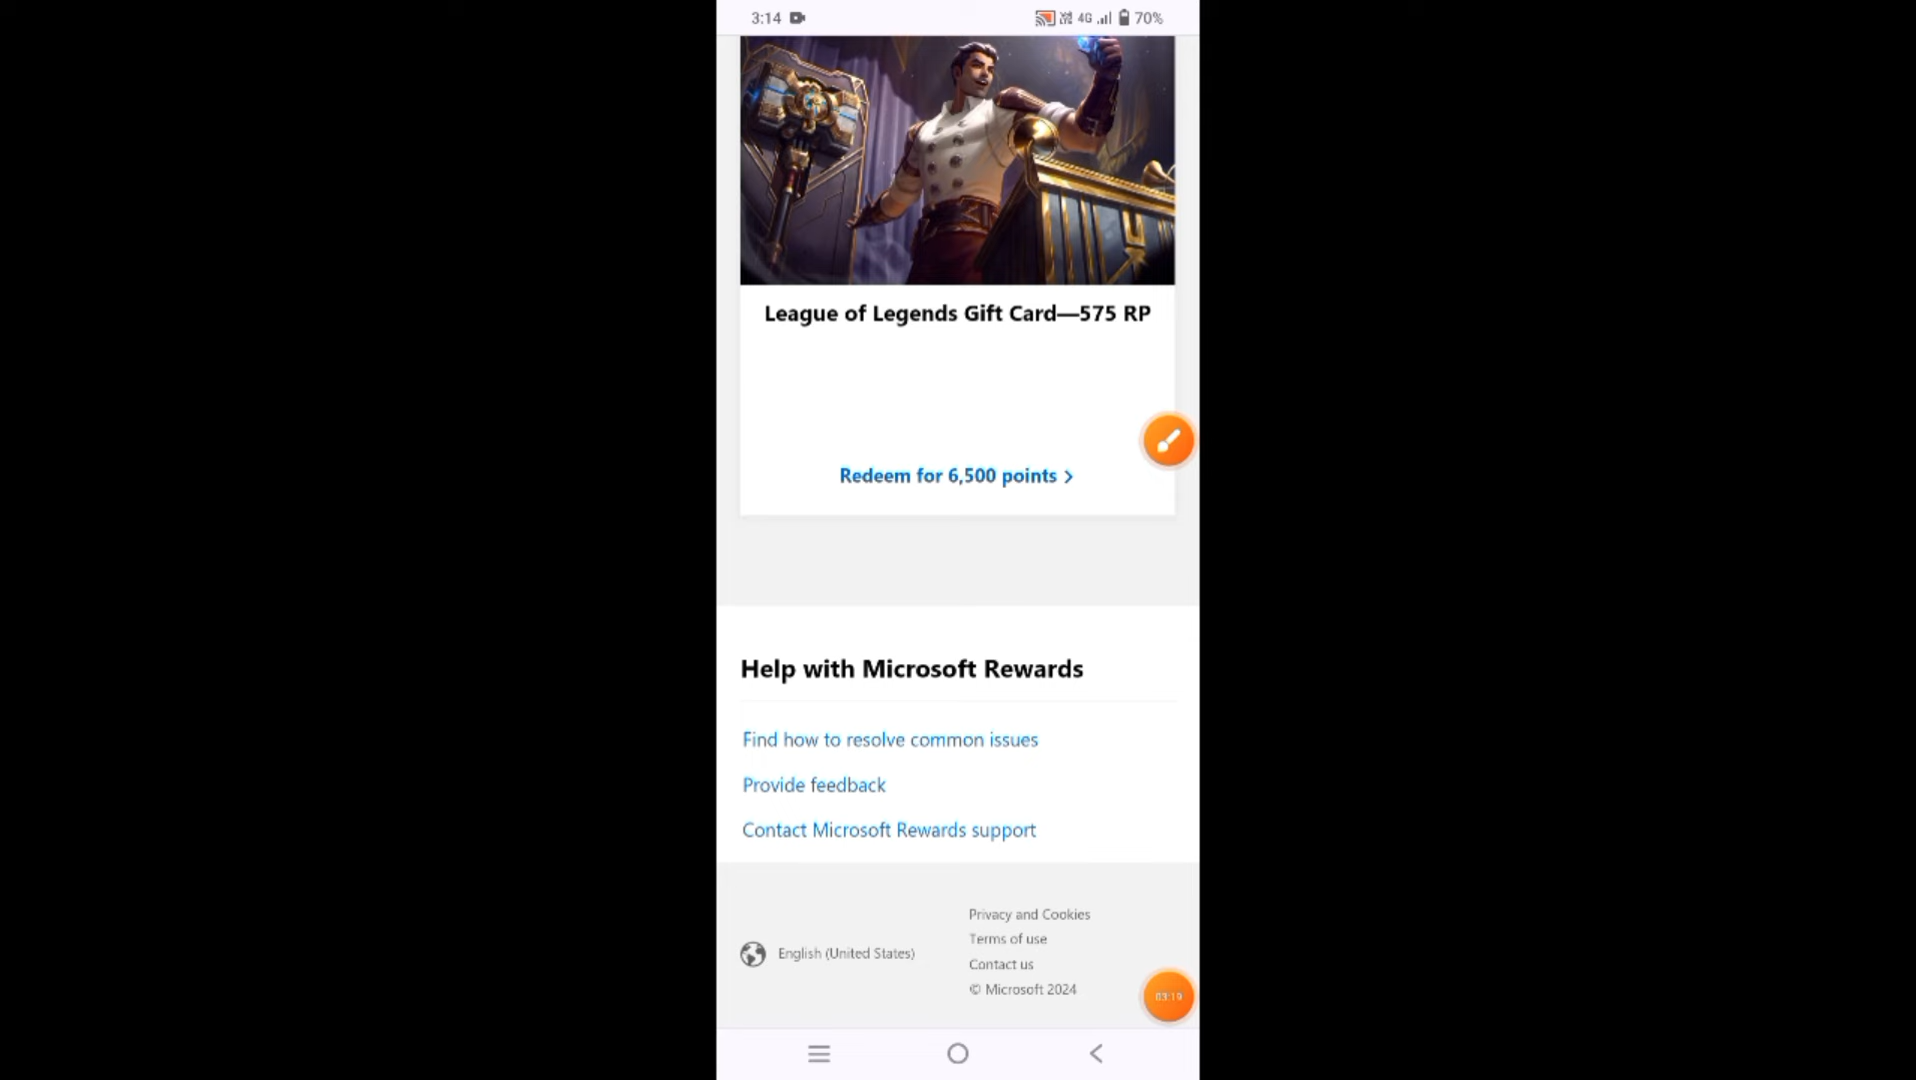 3:14
4G 70%
League of Legends Gift Card—575 RP
Redeem for 6,500 points
Help with Microsoft Rewards
Find how to resolve common issues
Provide feedback
Contact Microsoft Rewards support
English (United States)
Privacy and Cookies
Terms of use
Contact us
© Microsoft 2024
03:19